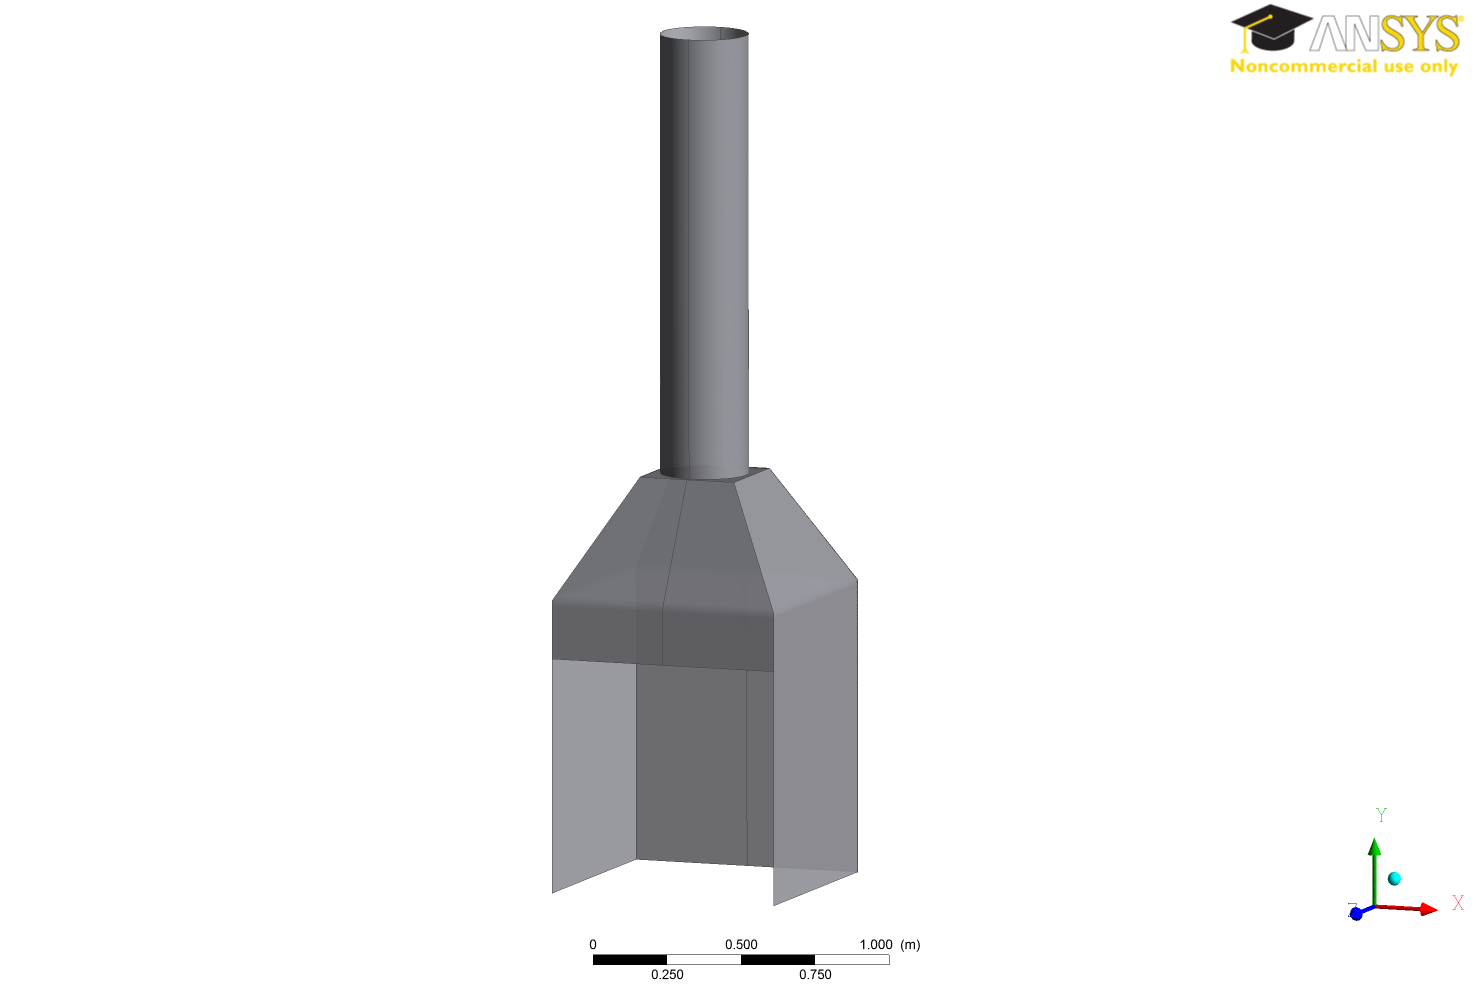 ANSYS
Noncommercial use only
Y
Z
X
0 0.500 1.000 (m)
0.250 0.750